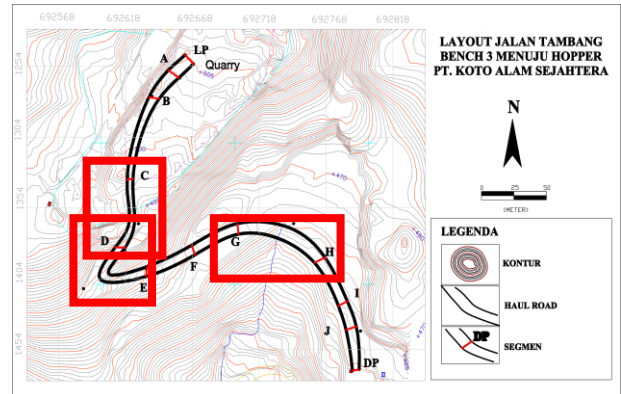 692568 692618 692668 692718 692768 692818
LAYOUT JALAN TAMBANG
BENCH 3 MENUJU HOPPER
PT. KOTO ALAM SEJAHTERA
N
0 25 50
(METER)
LEGENDA
KONTUR
HAUL ROAD
DP
SEGMEN
1254
1304
1354
1404
1454
LP
A
Quarry
B
C
+470
D
E
F
G
H
I
J
DP